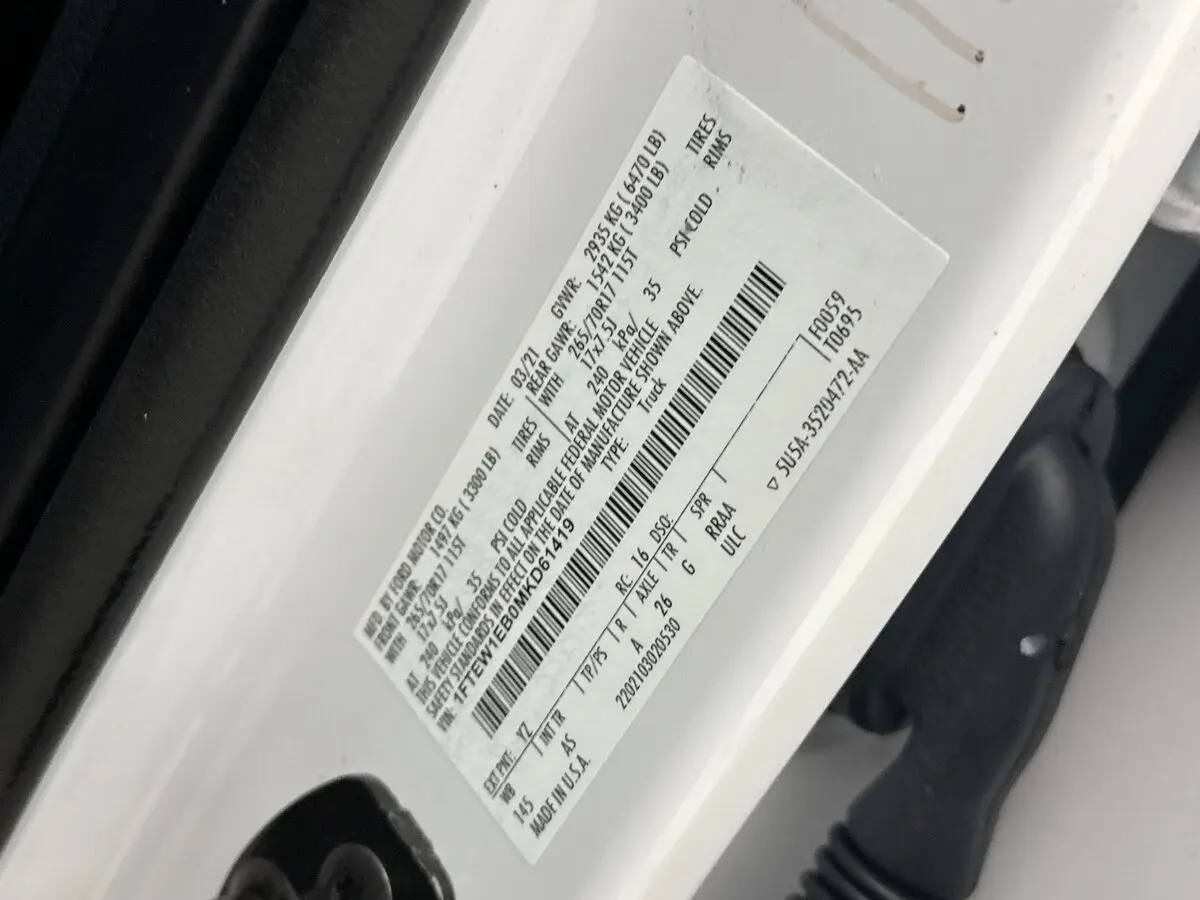 MFD. BY FORD MOTOR CO. DATE: 03/21 GVWR: 2935 KG ( 6470 LB)
FRONT GAWR: 1497 KG ( 3300 LB) REAR GAWR: 1542 KG ( 3400 LB)
WITH 265/70R17 115T TIRES WITH 265/70R17 115T TIRES
17x7.5J RIMS 17x7.5J RIMS
AT 240 kPa/ 35 PSI COLD AT 240 kPa/ 35 PSI COLD
THIS VEHICLE CONFORMS TO ALL APPLICABLE FEDERAL MOTOR VEHICLE
SAFETY STANDARDS IN EFFECT ON THE DATE OF MANUFACTURE SHOWN ABOVE.
VIN: 1FTEW1EB0MKD61419 TYPE: Truck
EXT PNT: YZ RC: 16 DSO: F0059
WB INT TR TP/PS R AXLE TR SPR T0695
145 AS A 26 G RRAA
MADE IN U.S.A. 2202103020530 ULC ▽ 5U5A-3520472-AA